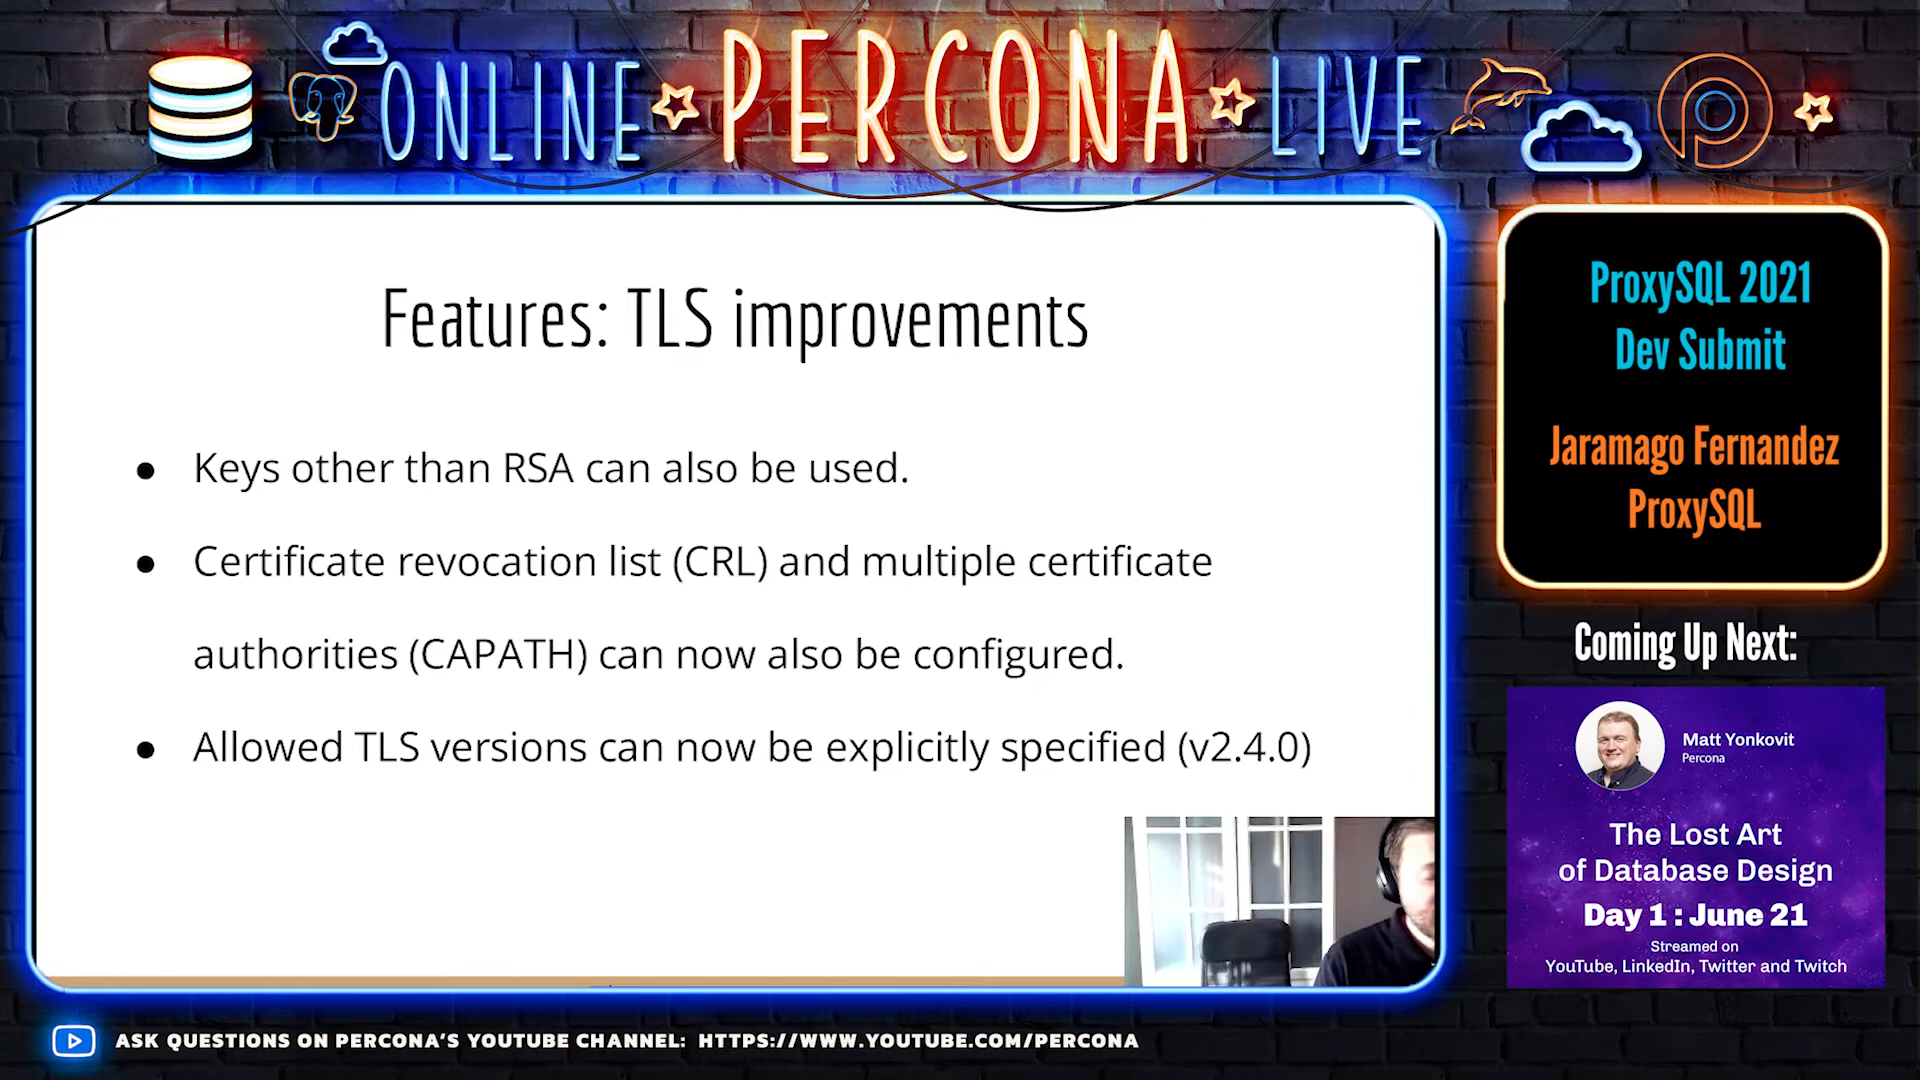 ONLINE PERCONA LIVE
Features: TLS improvements
● Keys other than RSA can also be used.
● Certificate revocation list (CRL) and multiple certificate
authorities (CAPATH) can now also be configured.
● Allowed TLS versions can now be explicitly specified (v2.4.0)
ProxySQL 2021
Dev Submit
Jaramago Fernandez
ProxySQL
Coming Up Next:
Matt Yonkovit
Percona
The Lost Art
of Database Design
Day 1 : June 21
Streamed on
YouTube, LinkedIn, Twitter and Twitch
ASK QUESTIONS ON PERCONA'S YOUTUBE CHANNEL: HTTPS://WWW.YOUTUBE.COM/PERCONA